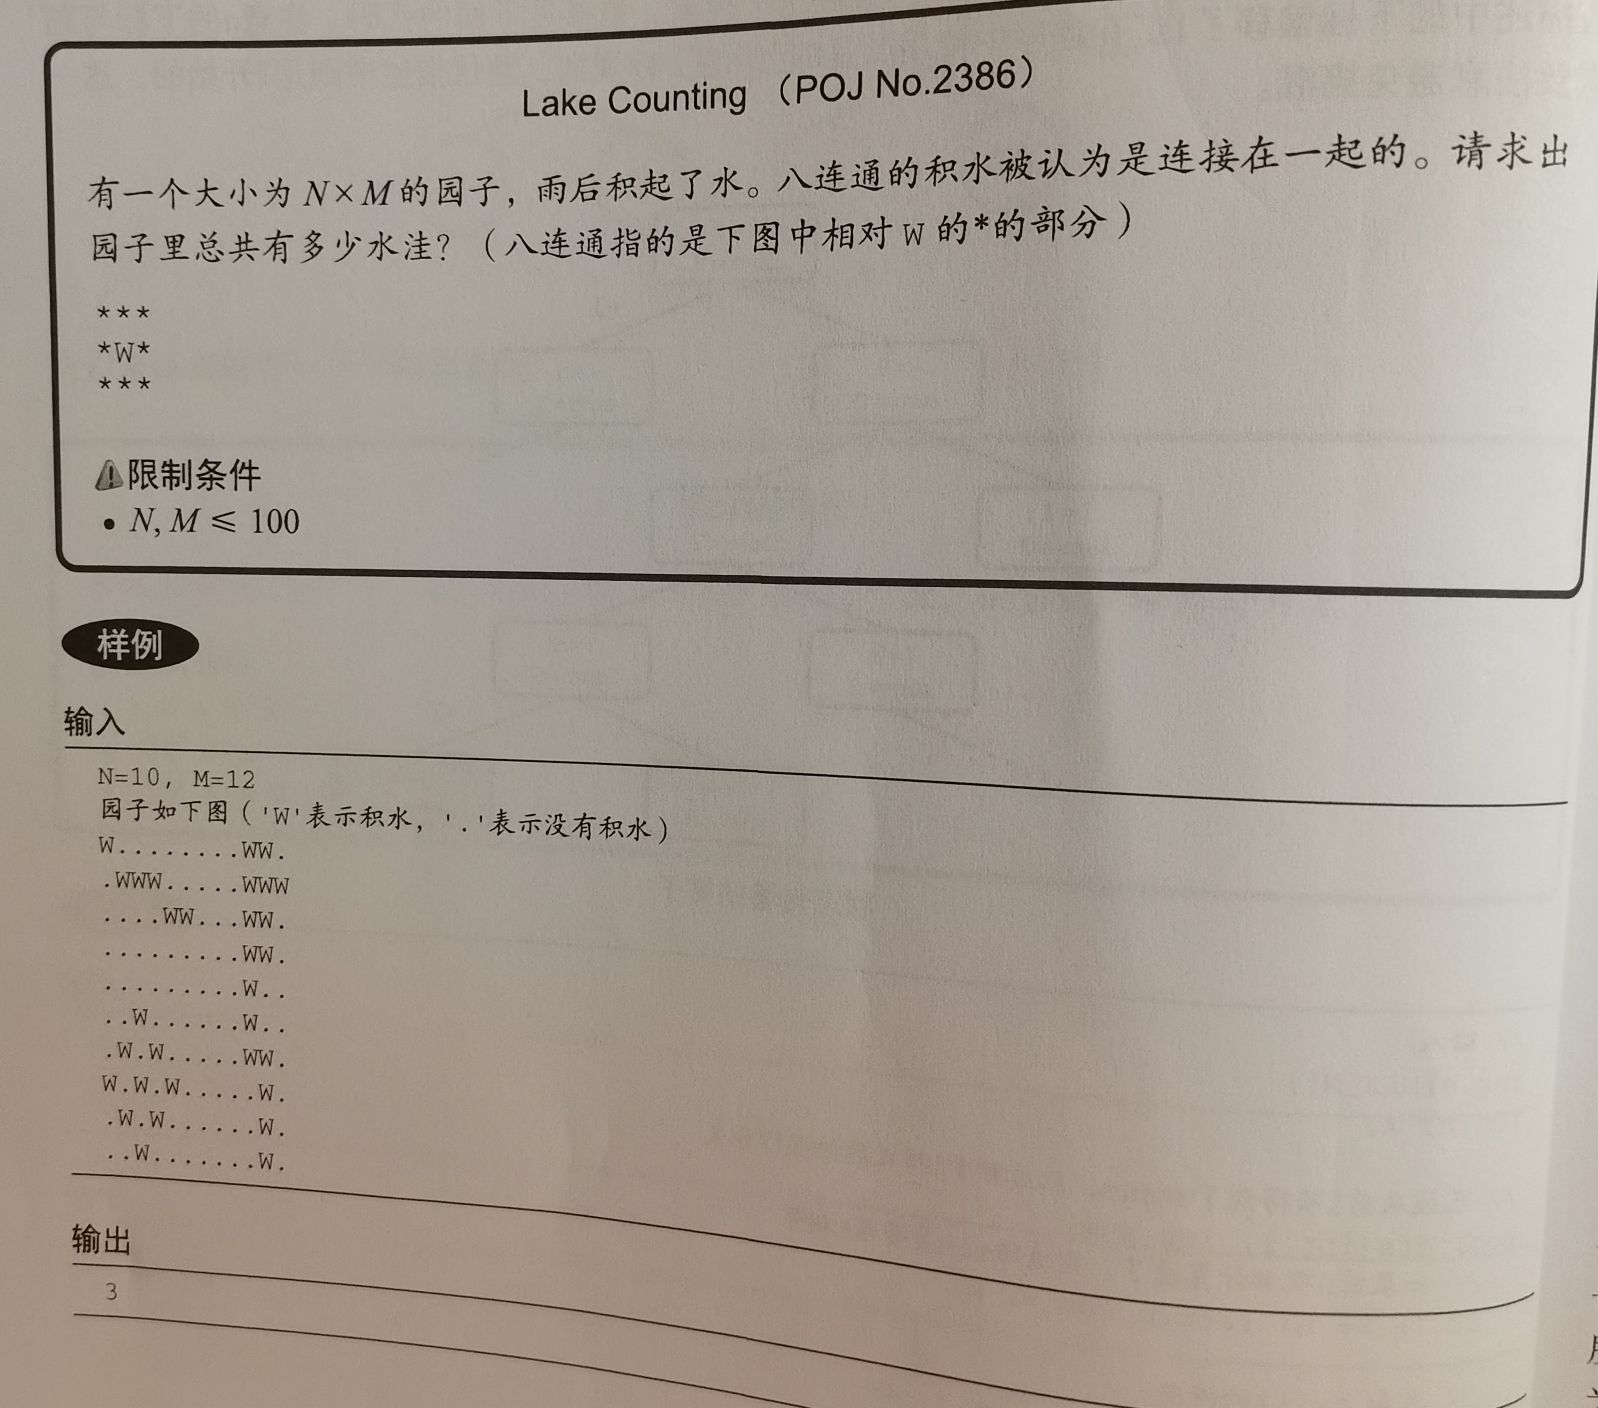 Lake Counting （POJ No.2386）
有一个大小为 N×M 的园子，雨后积起了水。八连通的积水被认为是连接在一起的。请求出
园子里总共有多少水洼？（八连通指的是下图中相对 W 的*的部分）
***
*W*
***
限制条件
• N, M ≤ 100
样例
输入
N=10, M=12
园子如下图（'W'表示积水，'.'表示没有积水）
W........WW.
.WWW.....WWW
....WW...WW.
.........WW.
.........W..
..W......W..
.W.W.....WW.
W.W.W.....W.
.W.W......W.
..W.......W.
输出
3